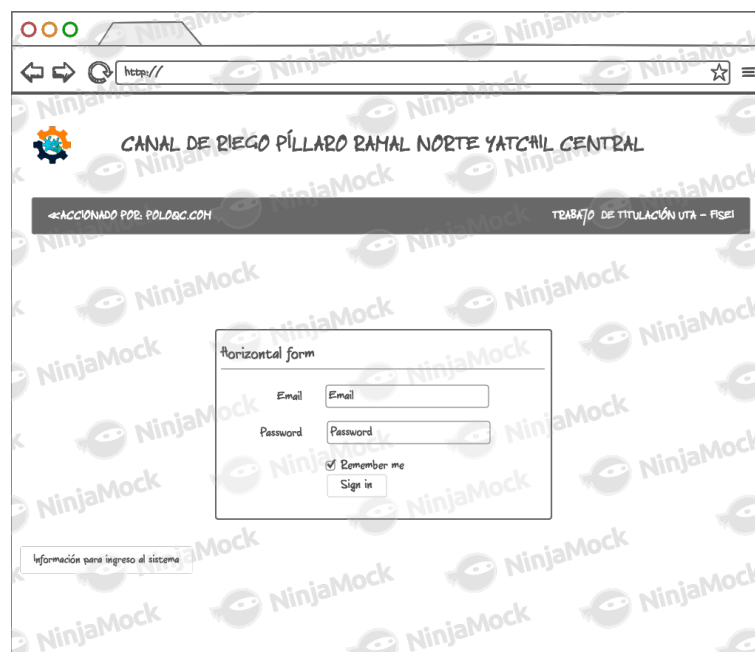 http://
CANAL DE RIEGO PÍLLARO RAMAL NORTE YATCHIL CENTRAL
≪ACCIONADO POR: POLOQC.COM
TRABAJO DE TITULACIÓN UTA – FISEI
Horizontal form
Email
Email
Password
Password
Remember me
Sign in
Información para ingreso al sistema
NinjaMock